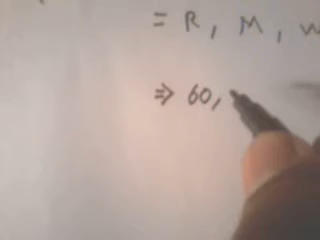 = R, M, W
⇒ 60,